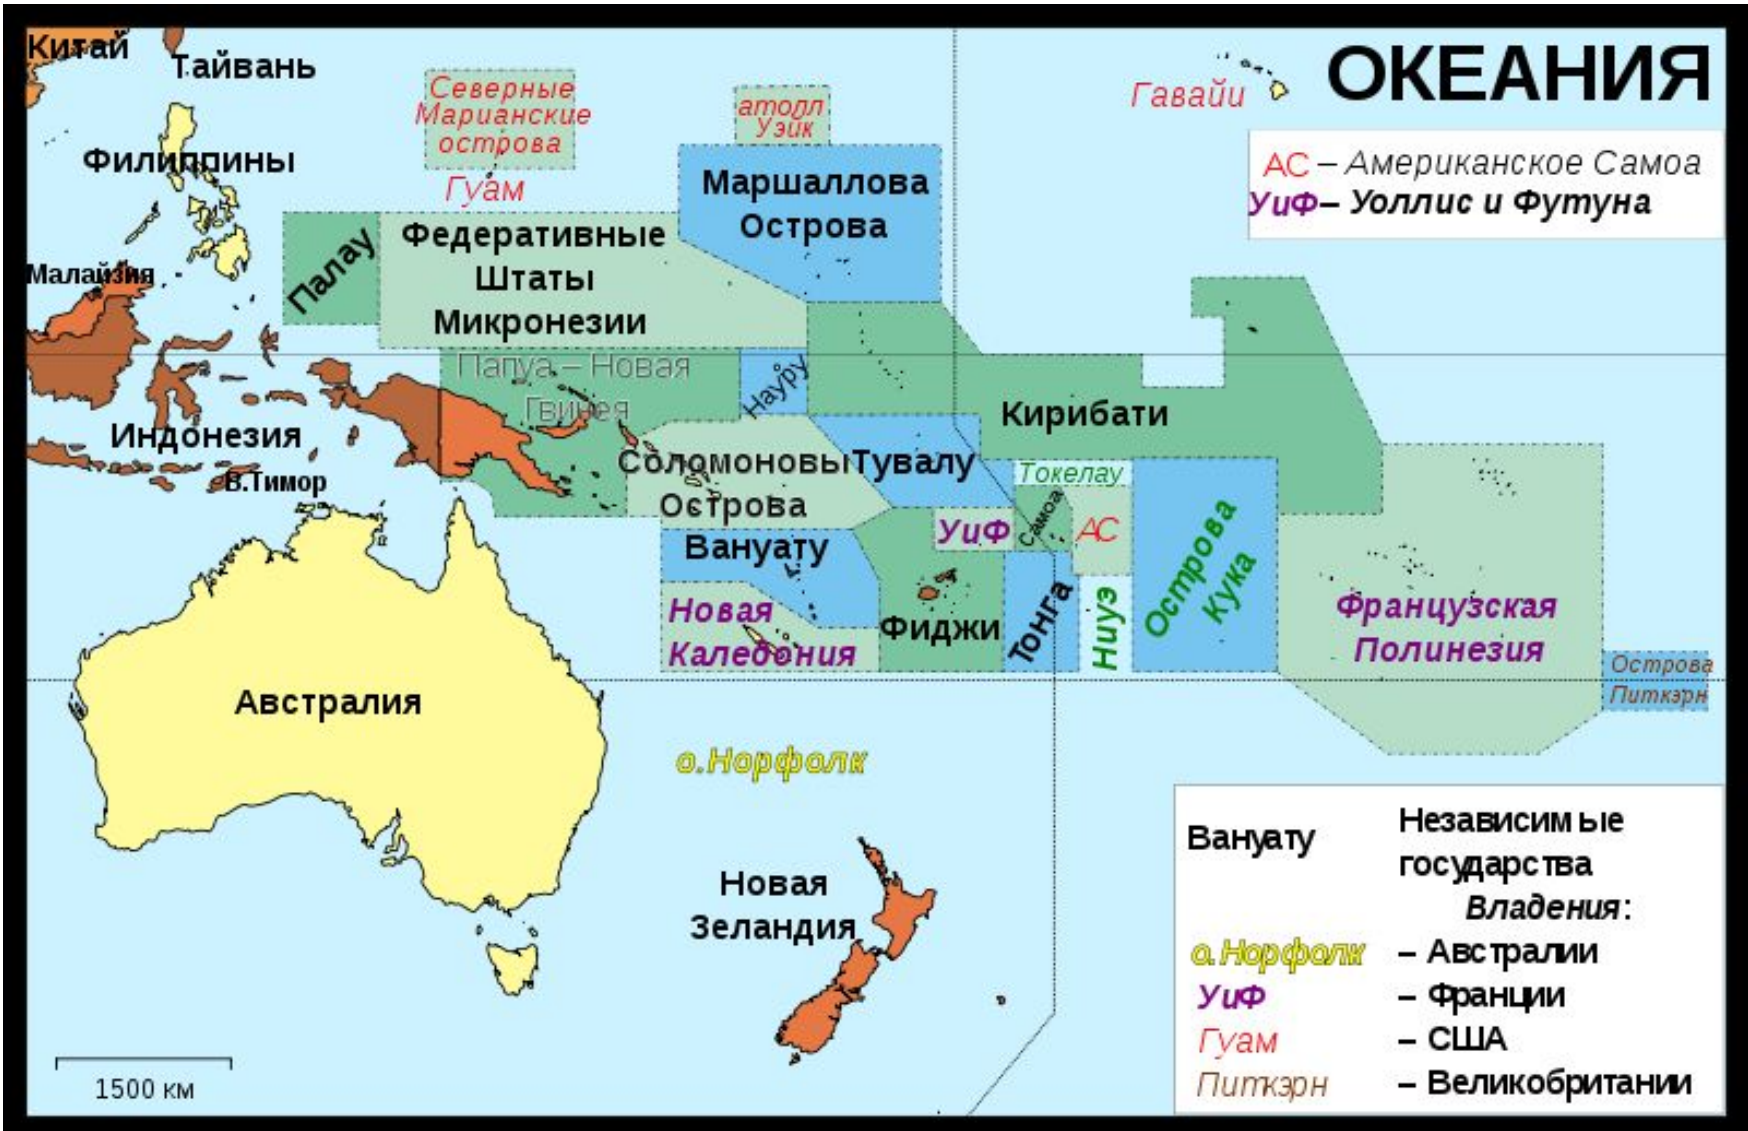 Китай
Тайвань
Северные
Марианские
острова
атолл
Уэйк
Гавайи
ОКЕАНИЯ
АС – Американское Самоа
УиФ– Уоллис и Футуна
Филиппины
Гуам
Маршаллова
Острова
Палау
Федеративные
Штаты
Микронезии
Малайзия
Папуа – Новая
Гвинея
Науру
Кирибати
Индонезия
В.Тимор
Соломоновы
Острова
Тувалу
Токелау
Самоа
АС
УиФ
Острова
Кука
Вануату
Новая
Каледония
Фиджи
Тонга
Ниуэ
Французская
Полинезия
Острова
Питкэрн
Австралия
о.Норфолк
Новая
Зеландия
1500 км
Вануату
Независимые
государства
Владения:
о.Норфолк – Австралии
УиФ – Франции
Гуам – США
Питкэрн – Великобритании